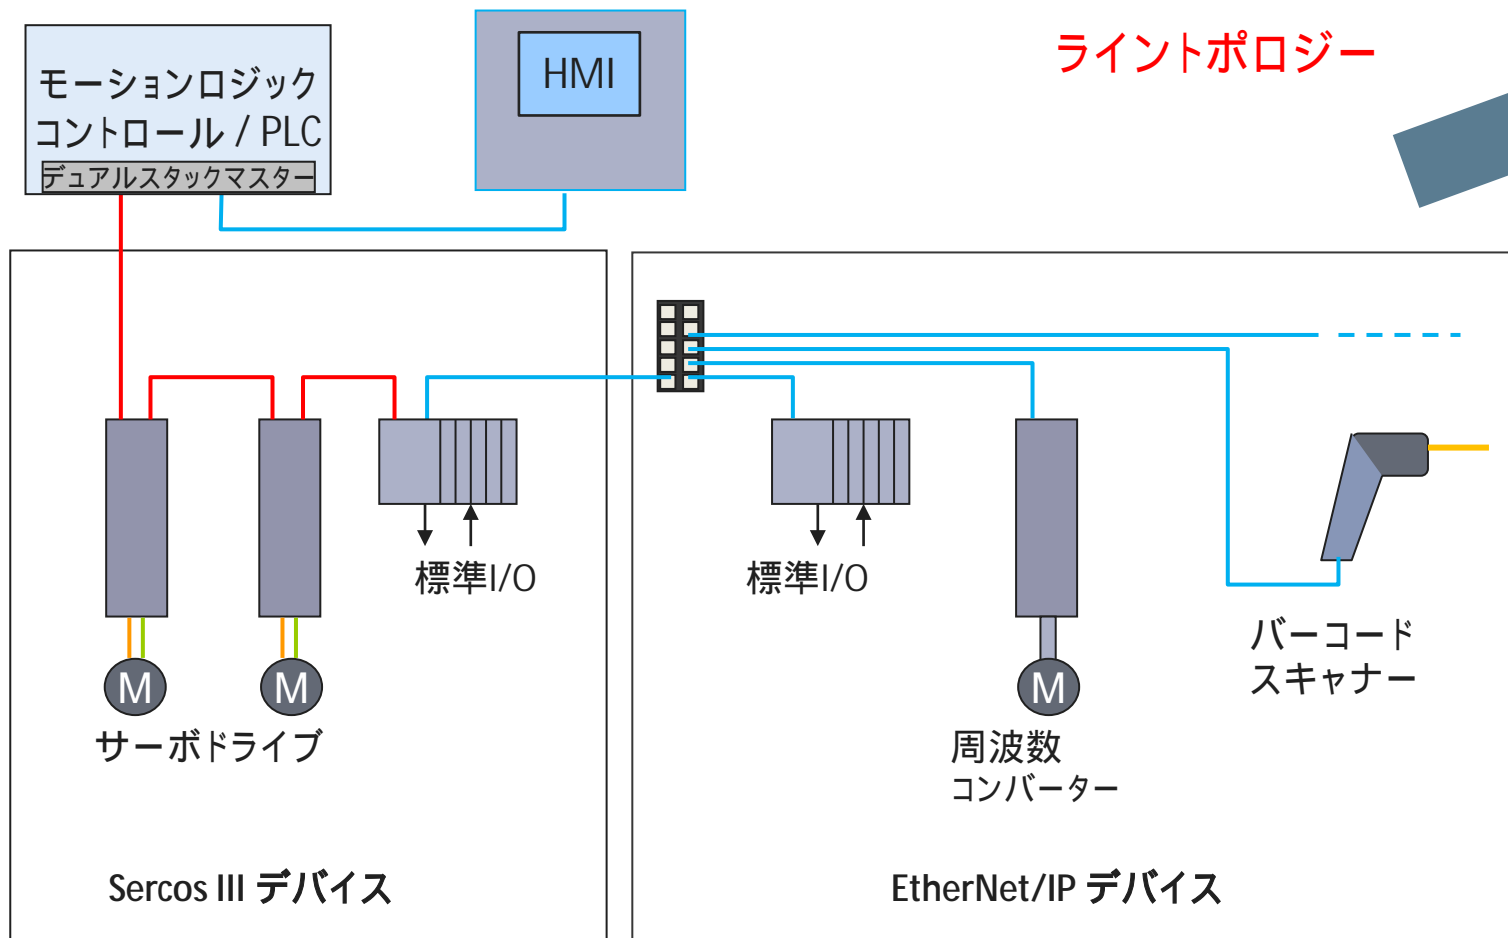 ライントポロジー
モーションロジック
コントロール / PLC
デュアルスタックマスター
HMI
標準I/O
標準I/O
M
M
M
サーボドライブ
周波数
コンバーター
バーコード
スキャナー
Sercos III デバイス
EtherNet/IP デバイス